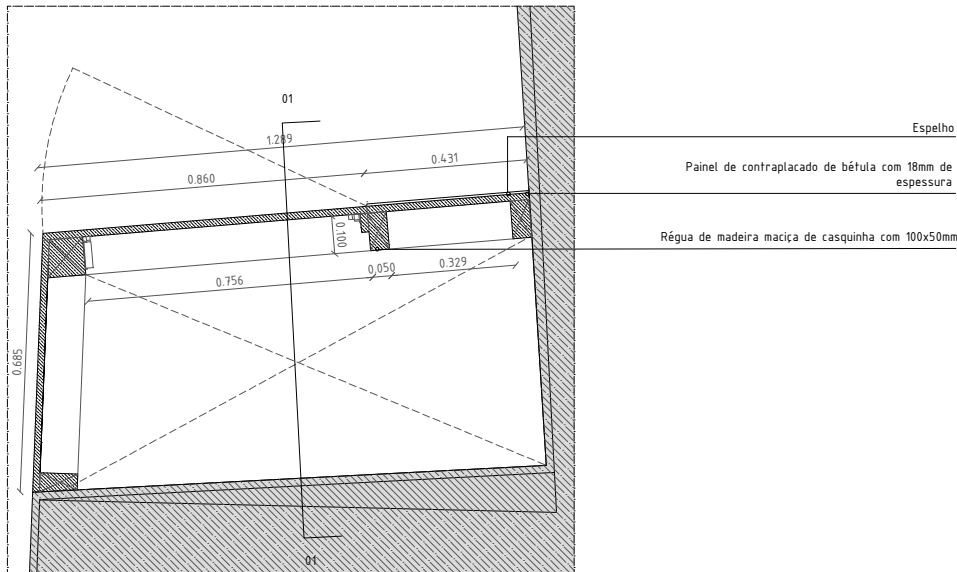 01
1.289
Espelho
0.431
Painel de contraplacado de bétula com 18mm de
espessura
0.860
0.100
Régua de madeira maciça de casquinha com 100x50mm
0.329
0.050
0.756
0.685
01